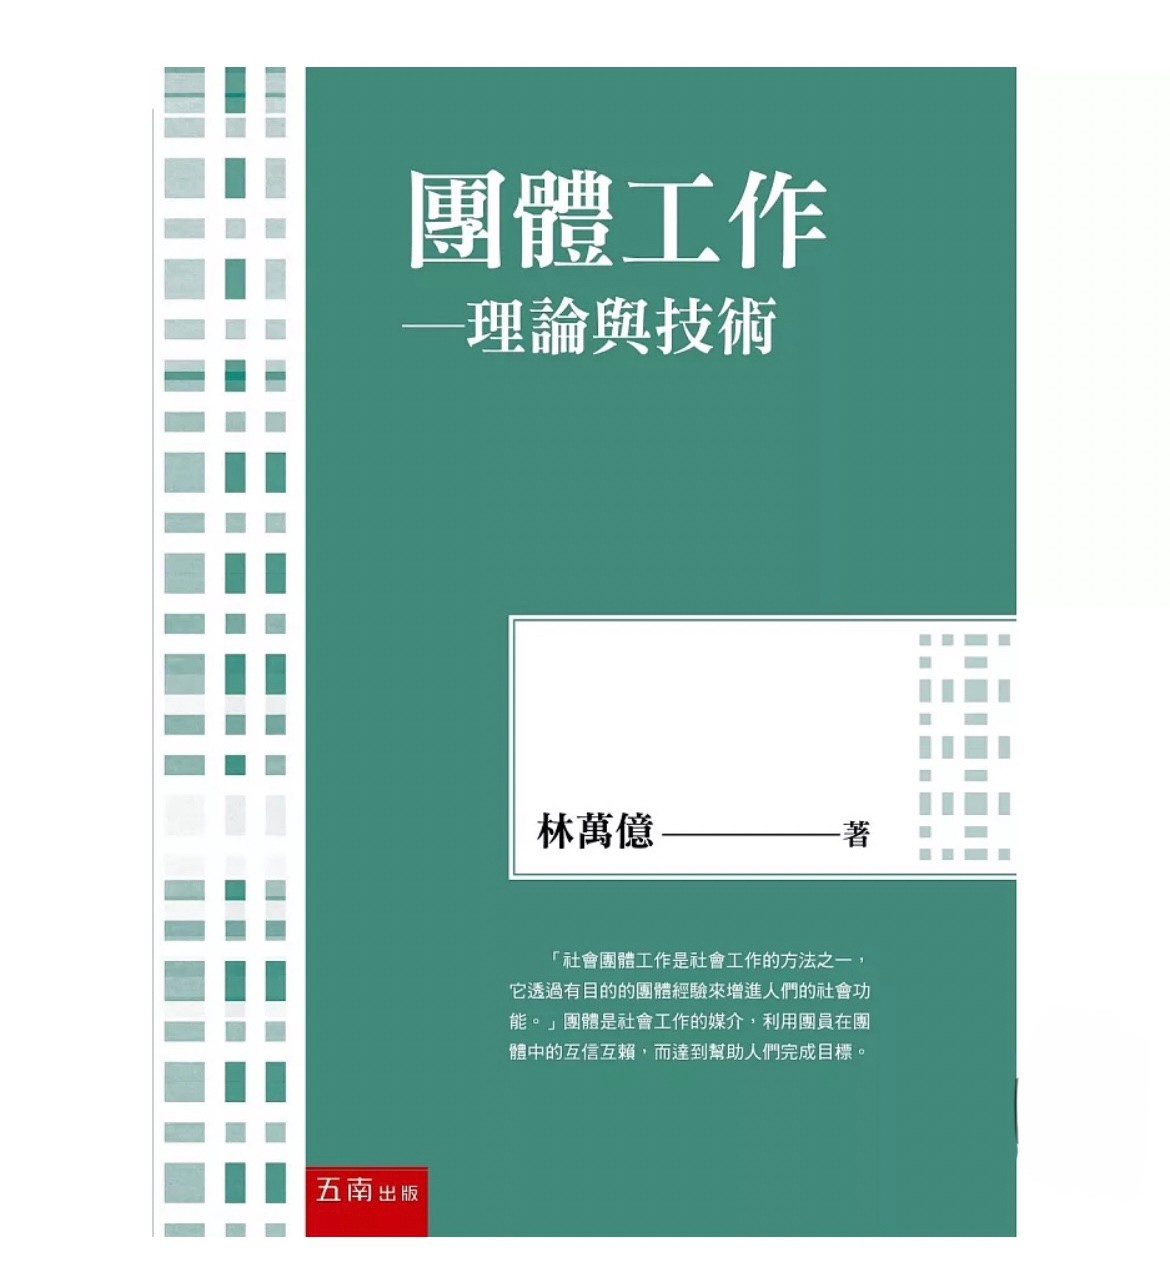 團體工作
—理論與技術
林萬億————著
「社會團體工作是社會工作的方法之一，
它透過有目的的團體經驗來增進人們的社會功
能。」團體是社會工作的媒介，利用團員在團
體中的互信互賴，而達到幫助人們完成目標。
五南出版